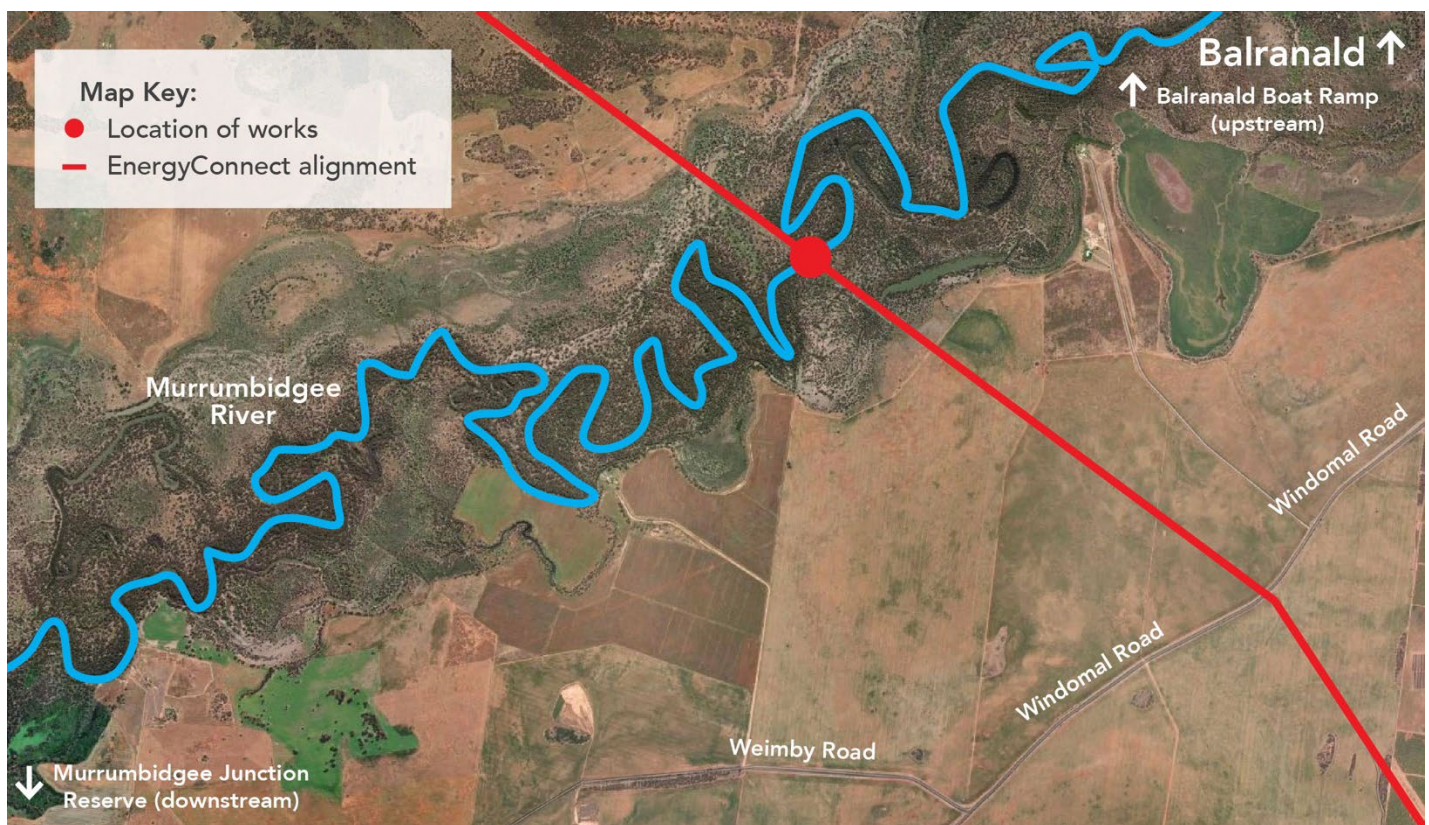 Balranald ↑
↑ Balranald Boat Ramp
(upstream)
Map Key:
Location of works
EnergyConnect alignment
Murrumbidgee
River
Windomal Road
Windomal Road
Weimby Road
↓ Murrumbidgee Junction
Reserve (downstream)